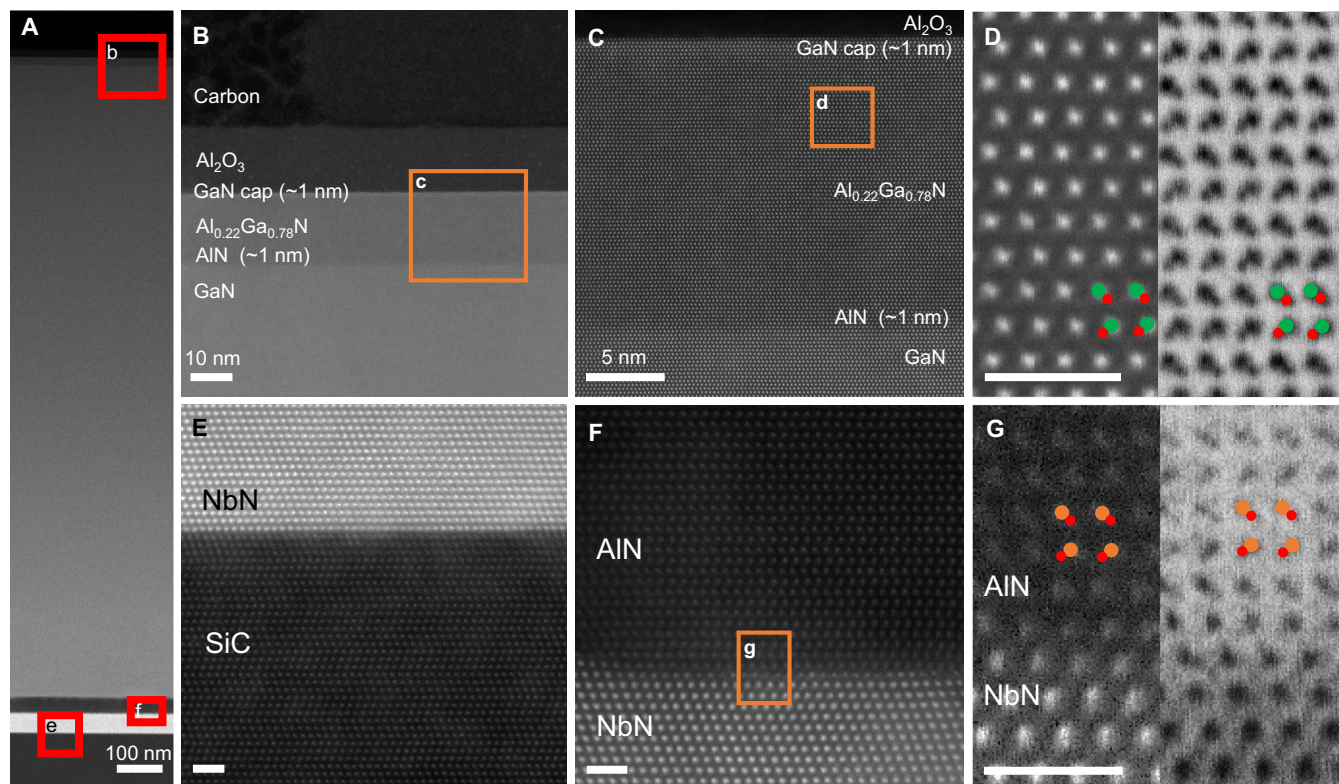 A
b
f
e
100 nm
B
Carbon
Al₂O₃
GaN cap (~1 nm)
c
Al₀.₂₂Ga₀.₇₈N
AlN (~1 nm)
GaN
10 nm
C
Al₂O₃
GaN cap (~1 nm)
d
Al₀.₂₂Ga₀.₇₈N
AlN (~1 nm)
GaN
5 nm
D
E
NbN
SiC
F
AlN
g
NbN
G
AlN
NbN